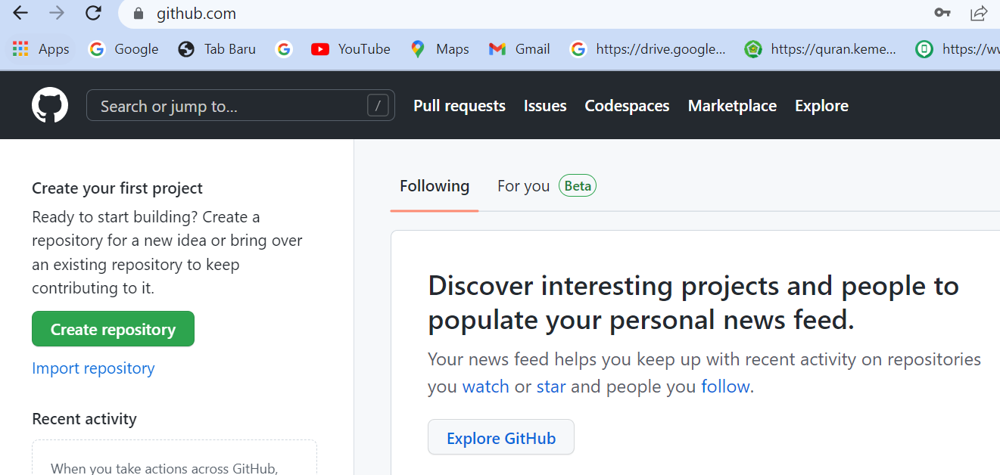 github.com
Apps Google Tab Baru YouTube Maps Gmail https://drive.google... https://quran.keme...
Search or jump to... / Pull requests Issues Codespaces Marketplace Explore
Create your first project
Ready to start building? Create a
repository for a new idea or bring over
an existing repository to keep
contributing to it.
Create repository
Import repository
Recent activity
When you take actions across GitHub,
Following For you Beta
Discover interesting projects and people to
populate your personal news feed.
Your news feed helps you keep up with recent activity on repositories
you watch or star and people you follow.
Explore GitHub